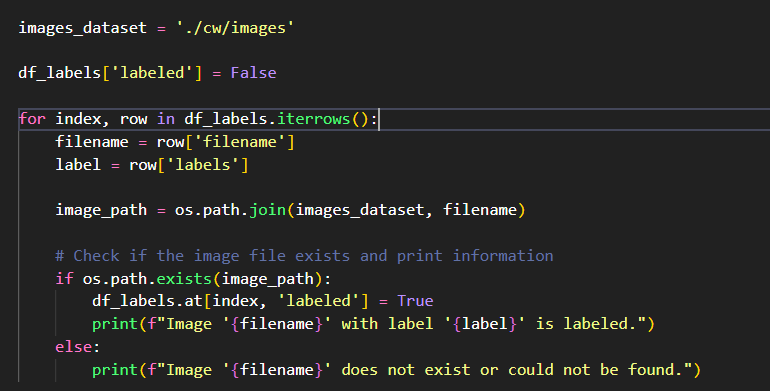 images_dataset = './cw/images'
df_labels['labeled'] = False
for index, row in df_labels.iterrows():
    filename = row['filename']
    label = row['labels']
    image_path = os.path.join(images_dataset, filename)
    # Check if the image file exists and print information
    if os.path.exists(image_path):
        df_labels.at[index, 'labeled'] = True
        print(f"Image '{filename}' with label '{label}' is labeled.")
    else:
        print(f"Image '{filename}' does not exist or could not be found.")